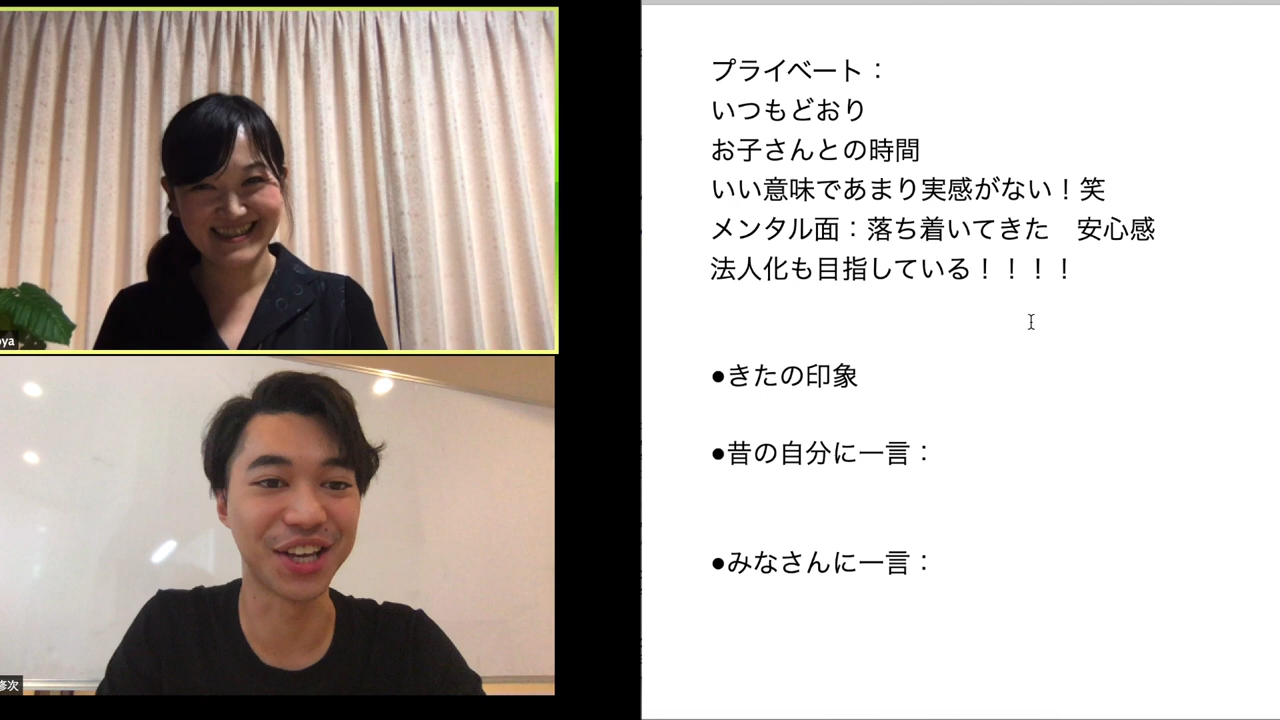 oya
修次
プライベート：
いつもどおり
お子さんとの時間
いい意味であまり実感がない！笑
メンタル面：落ち着いてきた　安心感
法人化も目指している！！！！
●きたの印象
●昔の自分に一言：
●みなさんに一言：